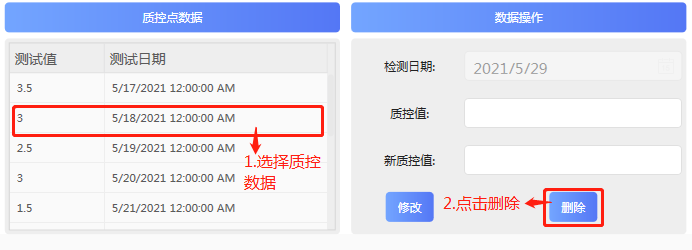 质控点数据
测试值 测试日期
3.5 5/17/2021 12:00:00 AM
3 5/18/2021 12:00:00 AM
2.5 5/19/2021 12:00:00 AM
3 5/20/2021 12:00:00 AM
1.5 5/21/2021 12:00:00 AM
1.选择质控
数据
数据操作
检测日期: 2021/5/29
质控值:
新质控值:
修改 2.点击删除 删除